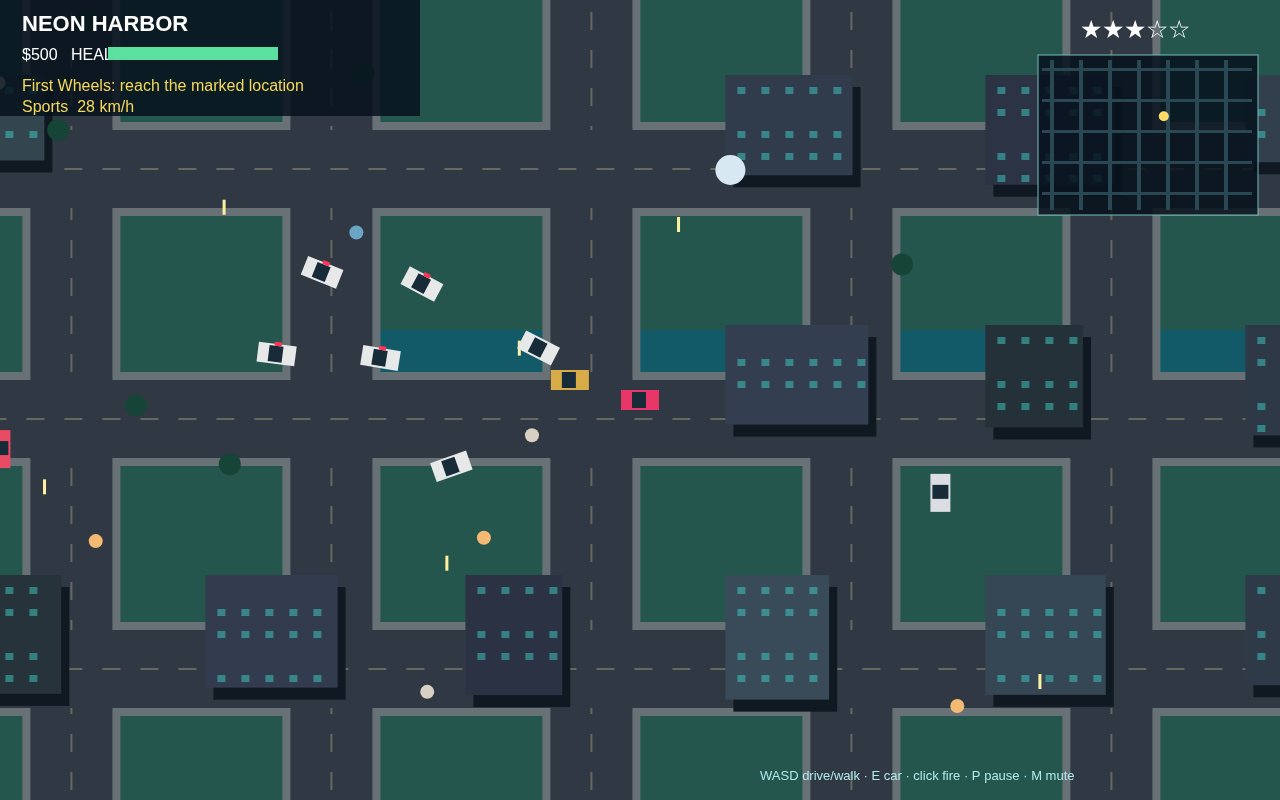 NEON HARBOR
★★★☆☆
$500 HEAL
First Wheels: reach the marked location
Sports 28 km/h
WASD drive/walk · E car · click fire · P pause · M mute